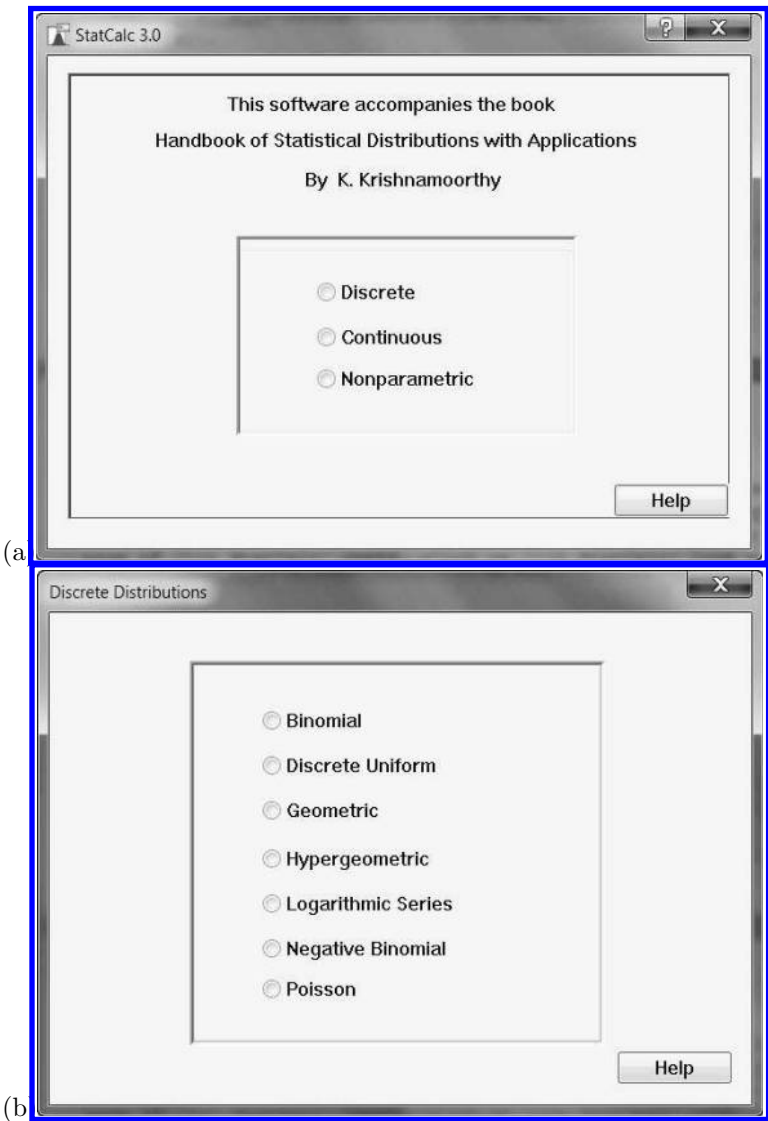 StatCalc 3.0
This software accompanies the book
Handbook of Statistical Distributions with Applications
By K. Krishnamoorthy
Discrete
Continuous
Nonparametric
Help
(a
Discrete Distributions
Binomial
Discrete Uniform
Geometric
Hypergeometric
Logarithmic Series
Negative Binomial
Poisson
Help
(b